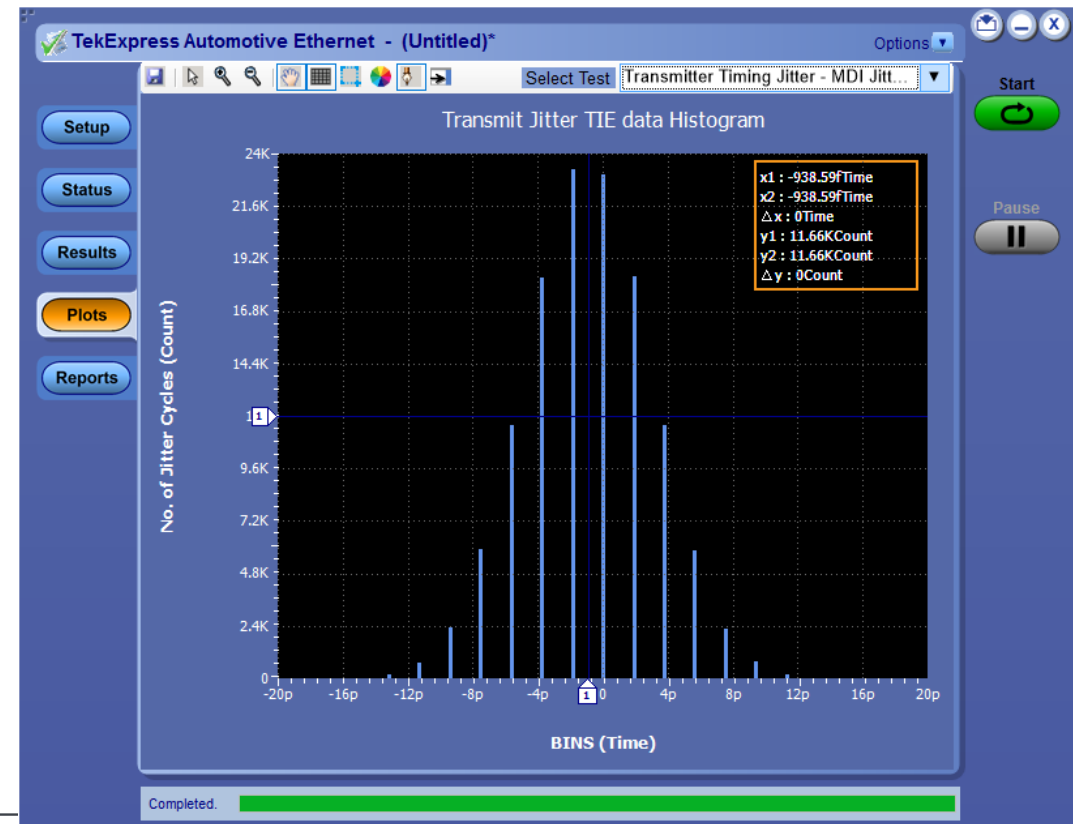 TekExpress Automotive Ethernet - (Untitled)*
Options
Select Test Transmitter Timing Jitter - MDI Jitt...
Start
Pause
Setup
Status
Results
Plots
Reports
Transmit Jitter TIE data Histogram
x1 : -938.59fTime
x2 : -938.59fTime
△x : 0Time
y1 : 11.66KCount
y2 : 11.66KCount
△y : 0Count
No. of Jitter Cycles (Count)
24K
21.6K
19.2K
16.8K
14.4K
1
9.6K
7.2K
4.8K
2.4K
0
-20p -16p -12p -8p -4p 1 0 4p 8p 12p 16p 20p
BINS (Time)
Completed.